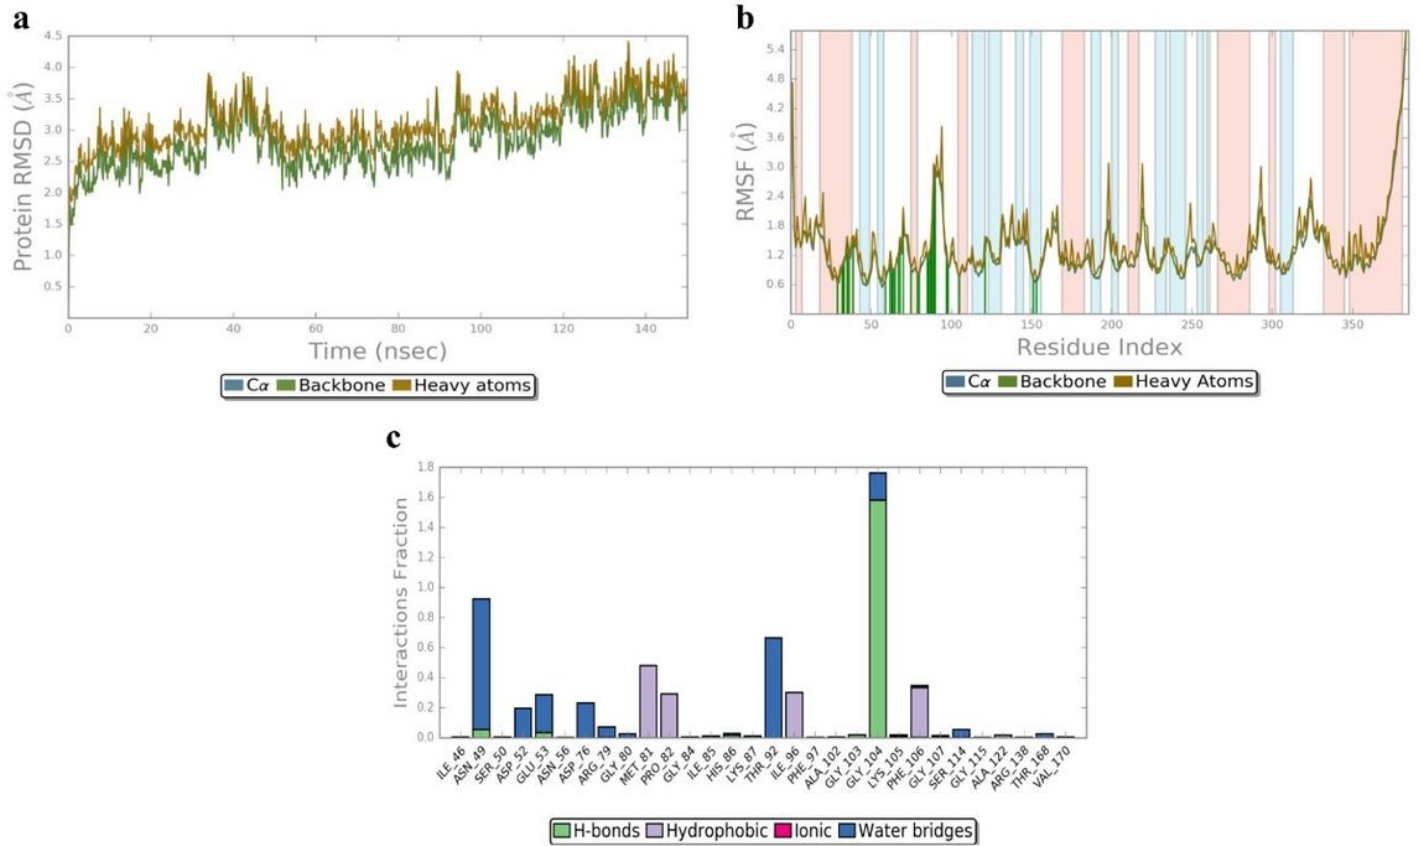 a
4.5
4.0
3.5
3.0
2.5
2.0
1.5
1.0
0.5
Protein RMSD (Å)
0 20 40 60 80 100 120 140
Time (nsec)
Cα Backbone Heavy atoms
b
5.4
4.8
4.2
3.6
3.0
2.4
1.8
1.2
0.6
RMSF (Å)
0 50 100 150 200 250 300 350
Residue Index
Cα Backbone Heavy Atoms
c
1.8
1.6
1.4
1.2
1.0
0.8
0.6
0.4
0.2
0.0
Interactions Fraction
ILE_46
ASN_49
SER_50
ASP_52
GLU_53
ASN_56
ASP_76
ARG_79
GLY_80
MET_81
PRO_82
GLY_84
ILE_85
HIS_86
LYS_87
THR_92
ILE_96
PHE_97
ALA_102
GLY_103
GLY_104
LYS_105
PHE_106
GLY_107
SER_114
GLY_115
ALA_122
ARG_138
THR_168
VAL_170
H-bonds Hydrophobic Ionic Water bridges